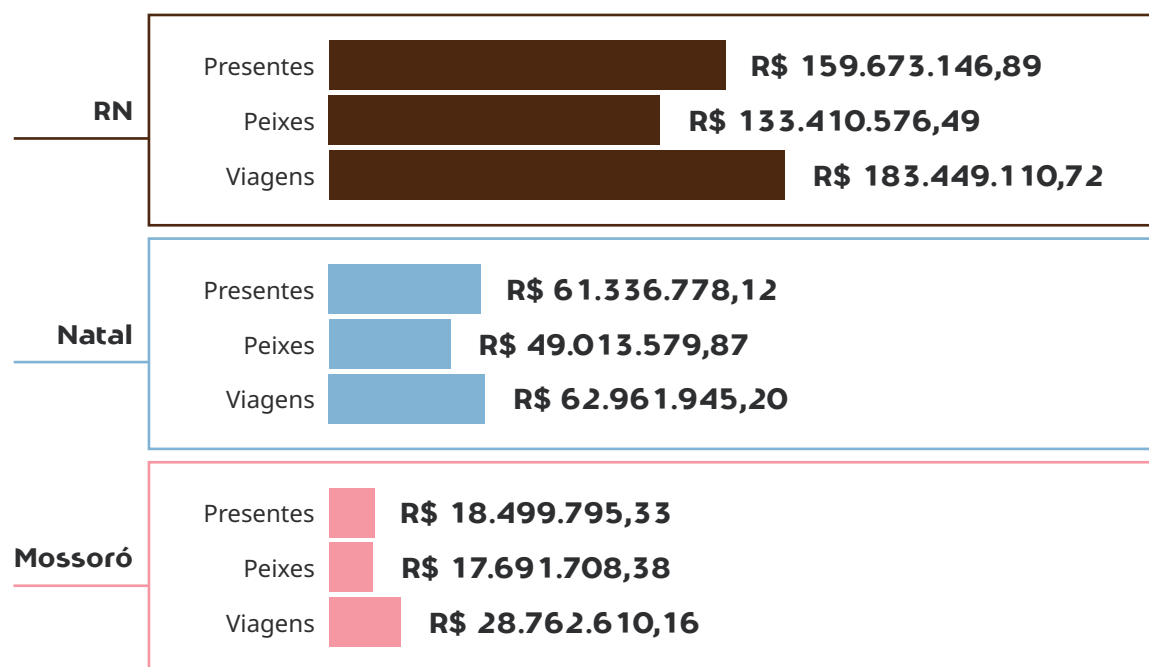 RN
Presentes R$ 159.673.146,89
Peixes R$ 133.410.576,49
Viagens R$ 183.449.110,72
Natal
Presentes R$ 61.336.778,12
Peixes R$ 49.013.579,87
Viagens R$ 62.961.945,20
Mossoró
Presentes R$ 18.499.795,33
Peixes R$ 17.691.708,38
Viagens R$ 28.762.610,16